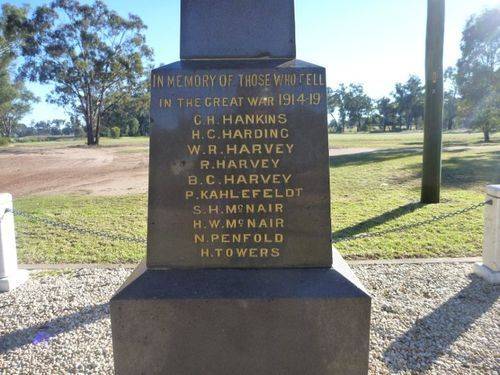 IN MEMORY OF THOSE WHO FELL
IN THE GREAT WAR 1914-19
C.H. HANKINS
H.C. HARDING
W.R. HARVEY
R. HARVEY
B.C. HARVEY
P. KAHLEFELDT
S.H. McNAIR
H.W. McNAIR
N. PENFOLD
H. TOWERS